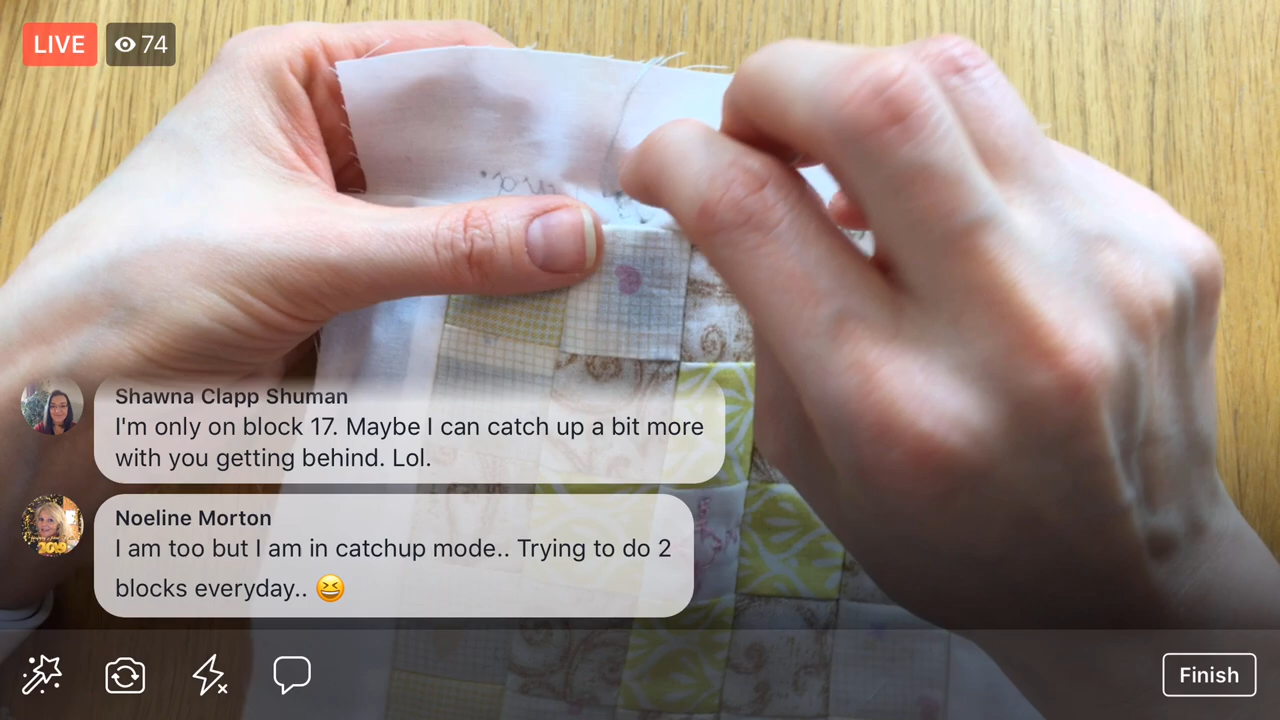 LIVE
74
Shawna Clapp Shuman
I'm only on block 17. Maybe I can catch up a bit more
with you getting behind. Lol.
Noeline Morton
I am too but I am in catchup mode.. Trying to do 2
blocks everyday.. 😆
Finish